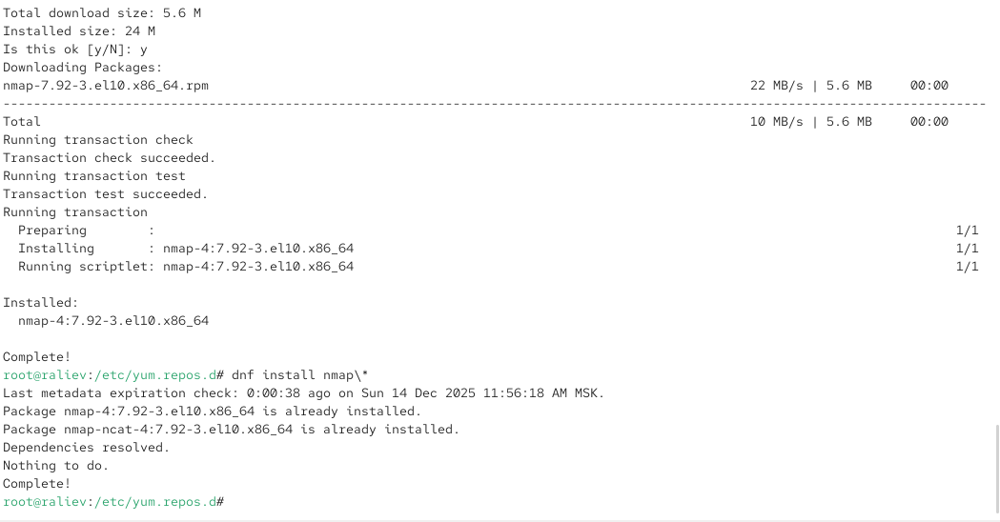 Total download size: 5.6 M
Installed size: 24 M
Is this ok [y/N]: y
Downloading Packages:
nmap-7.92-3.el10.x86_64.rpm 22 MB/s | 5.6 MB 00:00
--------------------------------------------------------------------------------------------------------------------------------
Total 10 MB/s | 5.6 MB 00:00
Running transaction check
Transaction check succeeded.
Running transaction test
Transaction test succeeded.
Running transaction
  Preparing        : 1/1
  Installing       : nmap-4:7.92-3.el10.x86_64 1/1
  Running scriptlet: nmap-4:7.92-3.el10.x86_64 1/1

Installed:
  nmap-4:7.92-3.el10.x86_64

Complete!
root@raliev:/etc/yum.repos.d# dnf install nmap\*
Last metadata expiration check: 0:00:38 ago on Sun 14 Dec 2025 11:56:18 AM MSK.
Package nmap-4:7.92-3.el10.x86_64 is already installed.
Package nmap-ncat-4:7.92-3.el10.x86_64 is already installed.
Dependencies resolved.
Nothing to do.
Complete!
root@raliev:/etc/yum.repos.d#